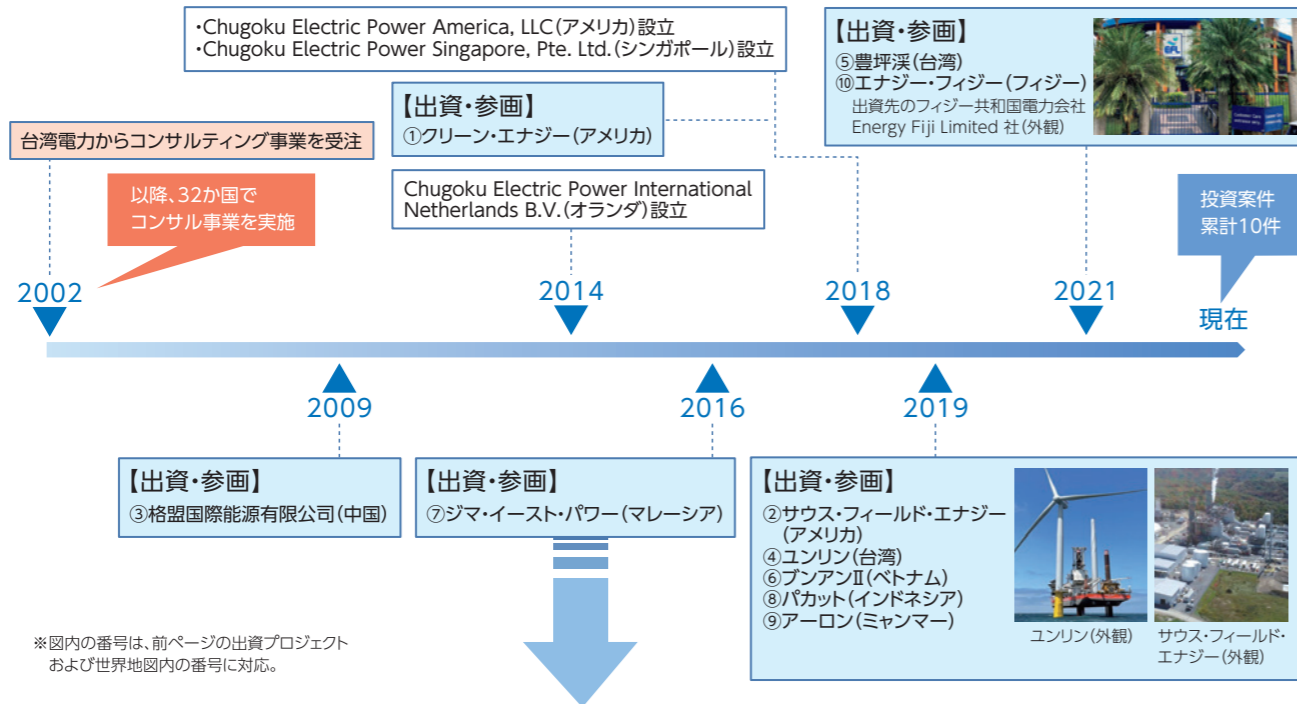 ・Chugoku Electric Power America, LLC(アメリカ)設立
・Chugoku Electric Power Singapore, Pte. Ltd.(シンガポール)設立
【出資・参画】
①クリーン・エナジー(アメリカ)
Chugoku Electric Power International
Netherlands B.V.(オランダ)設立
【出資・参画】
⑤豊坪渓(台湾)
⑩エナジー・フィジー(フィジー)
出資先のフィジー共和国電力会社
Energy Fiji Limited 社(外観)
EFL
台湾電力からコンサルティング事業を受注
以降、32か国で
コンサル事業を実施
投資案件
累計10件
2002
2014
2018
2021
現在
2009
2016
2019
【出資・参画】
③格盟国際能源有限公司(中国)
【出資・参画】
⑦ジマ・イースト・パワー(マレーシア)
【出資・参画】
②サウス・フィールド・エナジー
(アメリカ)
④ユンリン(台湾)
⑥ブンアンⅡ(ベトナム)
⑧パカット(インドネシア)
⑨アーロン(ミャンマー)
ユンリン(外観)
サウス・フィールド・
エナジー(外観)
※図内の番号は、前ページの出資プロジェクト
および世界地図内の番号に対応。